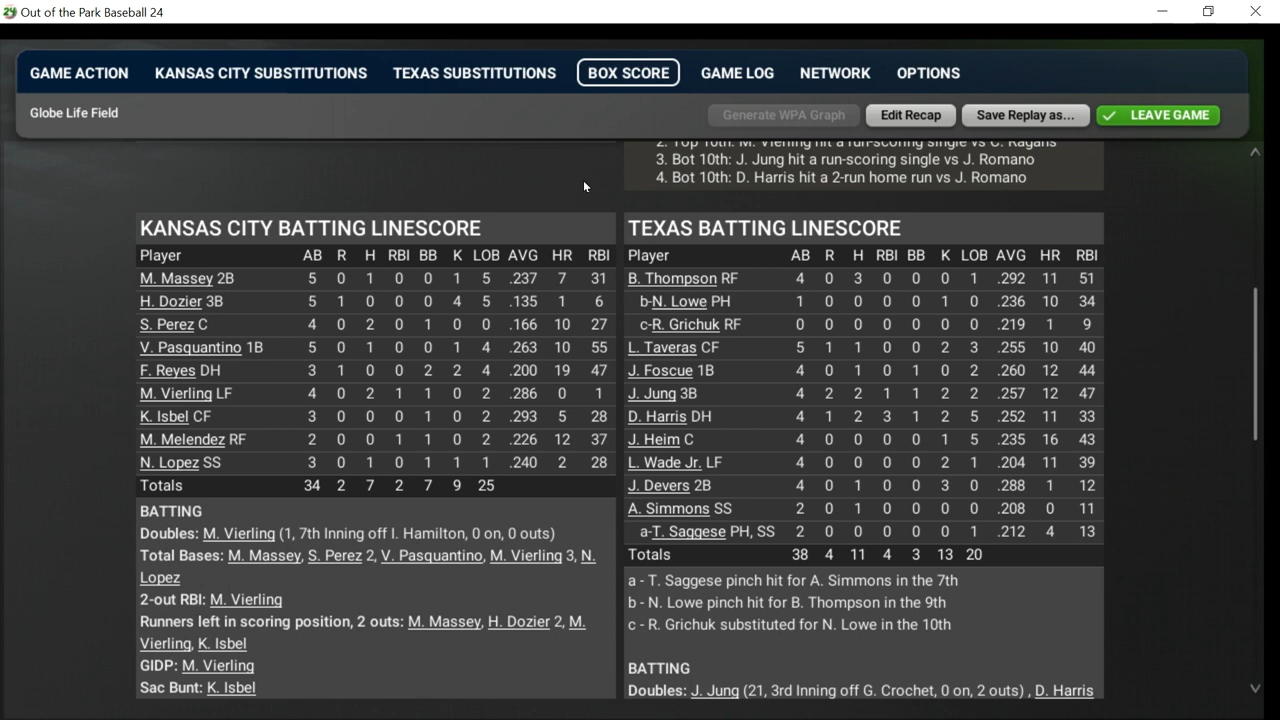 Out of the Park Baseball 24
GAME ACTION KANSAS CITY SUBSTITUTIONS TEXAS SUBSTITUTIONS BOX SCORE GAME LOG NETWORK OPTIONS
Globe Life Field Generate WPA Graph Edit Recap Save Replay as... LEAVE GAME
2. Top 10th: M. Vierling hit a run-scoring single vs C. Ragans
3. Bot 10th: J. Jung hit a run-scoring single vs J. Romano
4. Bot 10th: D. Harris hit a 2-run home run vs J. Romano
KANSAS CITY BATTING LINESCORE
Player AB R H RBI BB K LOB AVG HR RBI
M. Massey 2B 5 0 1 0 0 1 5 .237 7 31
H. Dozier 3B 5 1 0 0 0 4 5 .135 1 6
S. Perez C 4 0 2 0 1 0 0 .166 10 27
V. Pasquantino 1B 5 0 1 0 0 1 4 .263 10 55
F. Reyes DH 3 1 0 0 2 2 4 .200 19 47
M. Vierling LF 4 0 2 1 1 0 2 .286 0 1
K. Isbel CF 3 0 0 0 1 0 2 .293 5 28
M. Melendez RF 2 0 0 1 1 0 2 .226 12 37
N. Lopez SS 3 0 1 0 1 1 1 .240 2 28
Totals 34 2 7 2 7 9 25
BATTING
Doubles: M. Vierling (1, 7th Inning off I. Hamilton, 0 on, 0 outs)
Total Bases: M. Massey, S. Perez 2, V. Pasquantino, M. Vierling 3, N.
Lopez
2-out RBI: M. Vierling
Runners left in scoring position, 2 outs: M. Massey, H. Dozier 2, M.
Vierling, K. Isbel
GIDP: M. Vierling
Sac Bunt: K. Isbel
TEXAS BATTING LINESCORE
Player AB R H RBI BB K LOB AVG HR RBI
B. Thompson RF 4 0 3 0 0 0 1 .292 11 51
b-N. Lowe PH 1 0 0 0 0 1 0 .236 10 34
c-R. Grichuk RF 0 0 0 0 0 0 0 .219 1 9
L. Taveras CF 5 1 1 0 0 2 3 .255 10 40
J. Foscue 1B 4 0 1 0 1 0 2 .260 12 44
J. Jung 3B 4 2 2 1 1 2 2 .257 12 47
D. Harris DH 4 1 2 3 1 2 5 .252 11 33
J. Heim C 4 0 0 0 0 1 5 .235 16 43
L. Wade Jr. LF 4 0 0 0 0 2 1 .204 11 39
J. Devers 2B 4 0 1 0 0 3 0 .288 1 12
A. Simmons SS 2 0 1 0 0 0 0 .208 0 11
a-T. Saggese PH, SS 2 0 0 0 0 0 1 .212 4 13
Totals 38 4 11 4 3 13 20
a - T. Saggese pinch hit for A. Simmons in the 7th
b - N. Lowe pinch hit for B. Thompson in the 9th
c - R. Grichuk substituted for N. Lowe in the 10th
BATTING
Doubles: J. Jung (21, 3rd Inning off G. Crochet, 0 on, 2 outs) , D. Harris